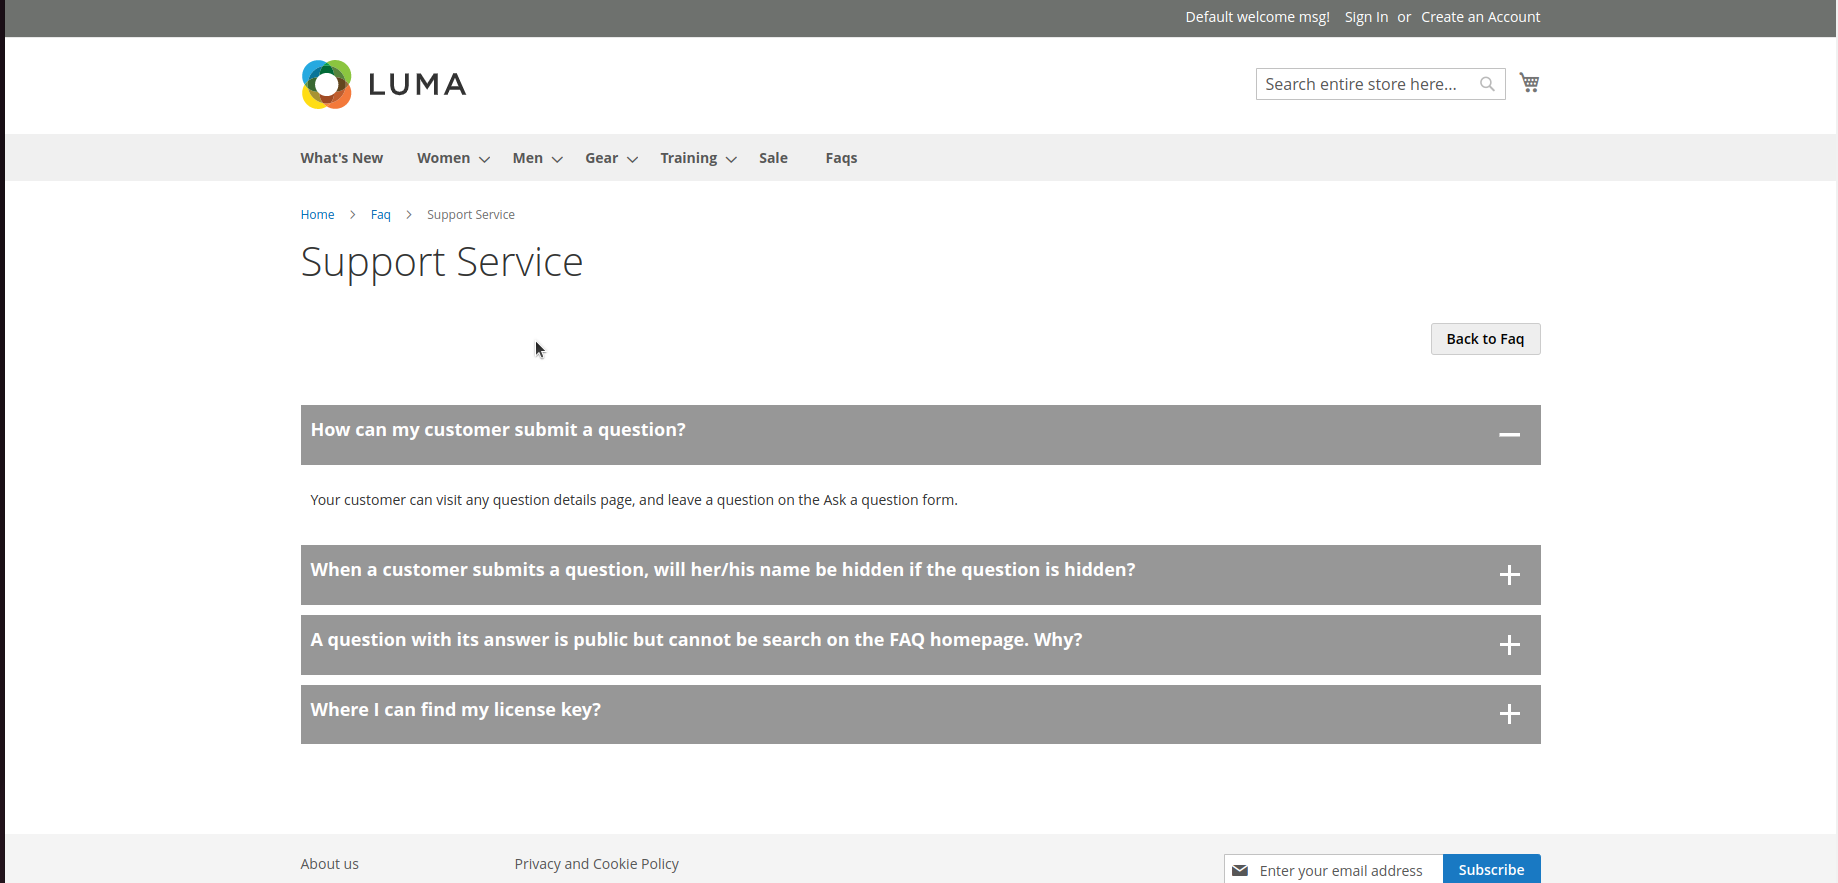 Default welcome msg! Sign In or Create an Account
LUMA
Search entire store here...
What's New Women Men Gear Training Sale Faqs
Home Faq Support Service
Support Service
Back to Faq
How can my customer submit a question?
Your customer can visit any question details page, and leave a question on the Ask a question form.
When a customer submits a question, will her/his name be hidden if the question is hidden?
A question with its answer is public but cannot be search on the FAQ homepage. Why?
Where I can find my license key?
About us Privacy and Cookie Policy Enter your email address Subscribe